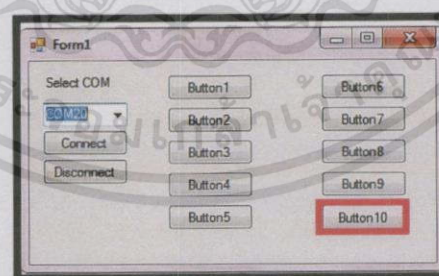 Form1
Select COM
COM20
Connect
Disconnect
Button1
Button2
Button3
Button4
Button5
Button6
Button7
Button8
Button9
Button10